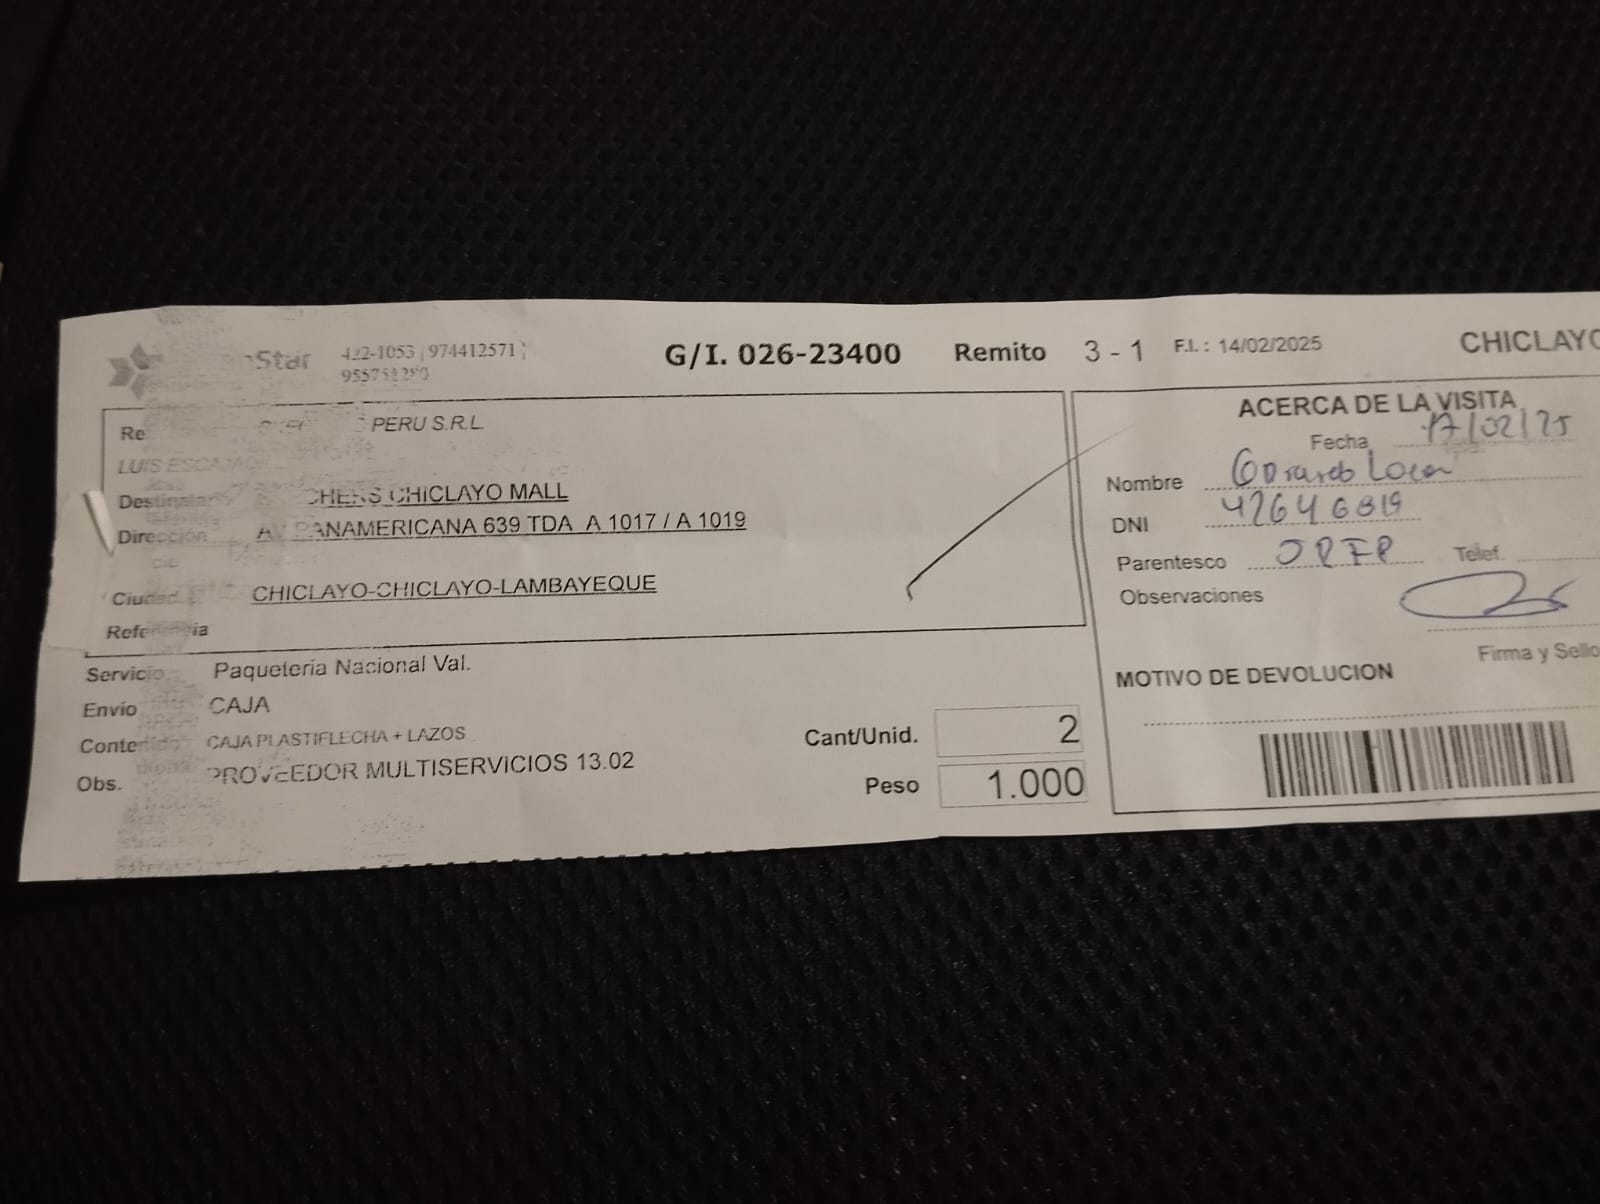 Star 422-1053 974412571
G/I. 026-23400 Remito 3 - 1 F.I.: 14/02/2025 CHICLAYO
Re PERU S.R.L.
LUIS
CHICLAYO MALL
Dirección PANAMERICANA 639 TDA A 1017 / A 1019
Ciudad CHICLAYO-CHICLAYO-LAMBAYEQUE
Referencia
Servicio Paqueteria Nacional Val.
Envio CAJA
CAJA PLASTIFLECHA + LAZOS
Obs. PROVEEDOR MULTISERVICIOS 13.02
Cant/Unid. 2
Peso 1.000
ACERCA DE LA VISITA
Fecha 17/02/25
Nombre
DNI
Parentesco Telef.
Observaciones
Firma y Sello
MOTIVO DE DEVOLUCION